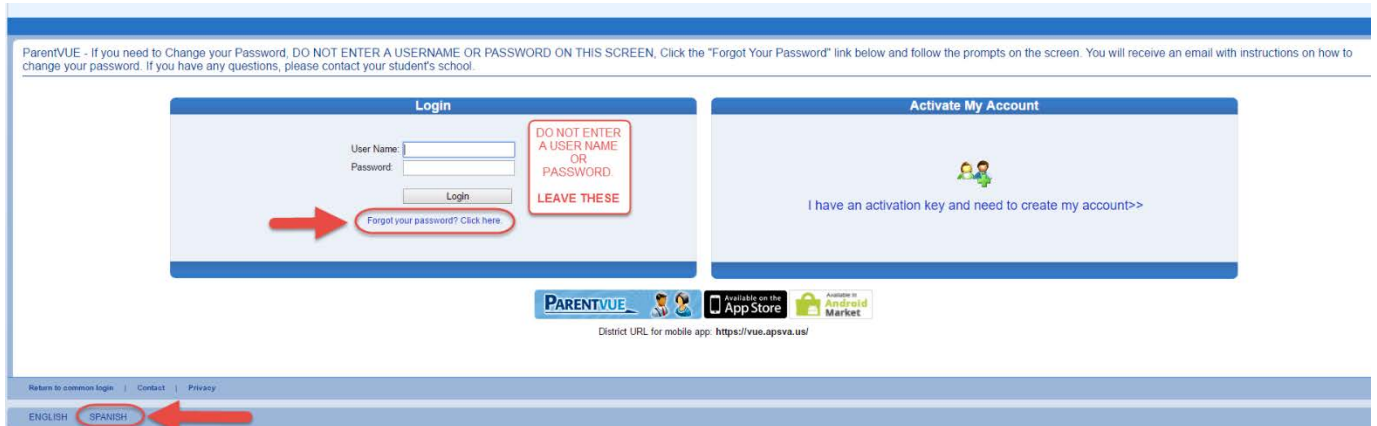 ParentVUE - If you need to Change your Password, DO NOT ENTER A USERNAME OR PASSWORD ON THIS SCREEN, Click the "Forgot Your Password" link below and follow the prompts on the screen. You will receive an email with instructions on how to
change your password. If you have any questions, please contact your student's school.
Login
User Name:
Password:
Login
Forgot your password? Click here.
DO NOT ENTER
A USER NAME
OR
PASSWORD.
LEAVE THESE
Activate My Account
I have an activation key and need to create my account>>
PARENTVUE
Available on the
App Store
Available in
Android
Market
District URL for mobile app: https://vue.apsva.us/
Return to common login | Contact | Privacy
ENGLISH SPANISH